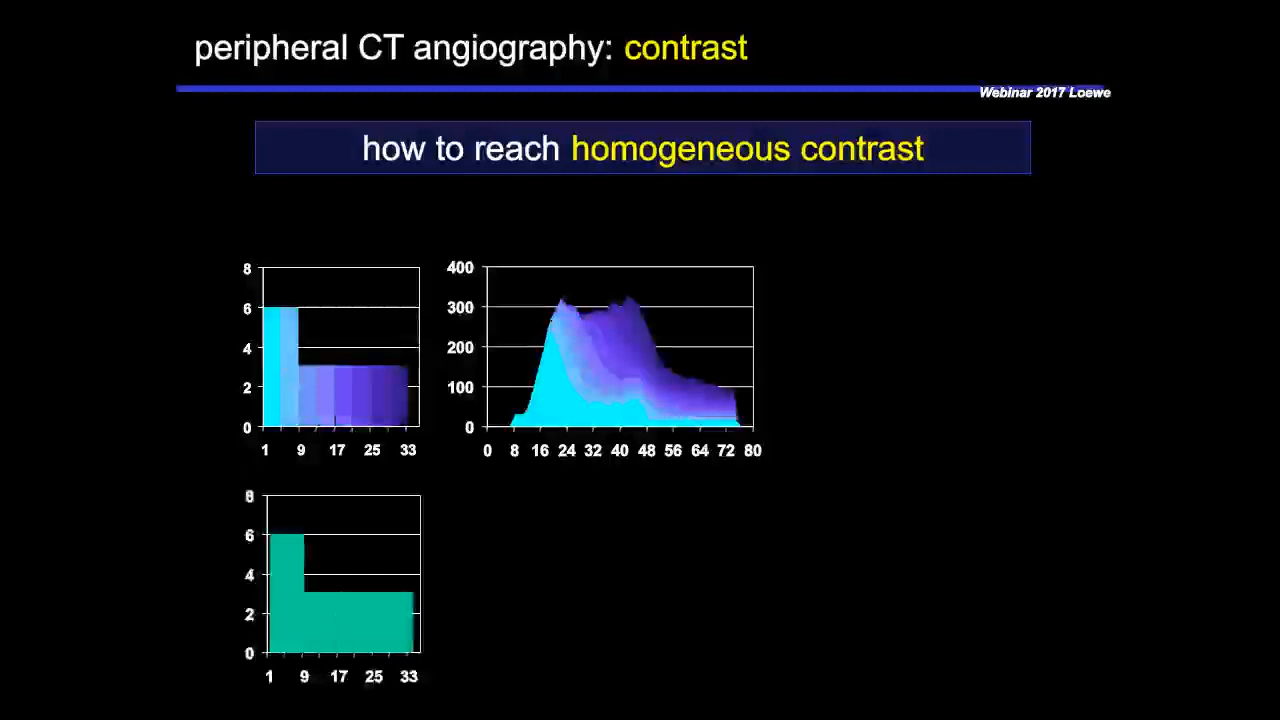 peripheral CT angiography: contrast
Webinar 2017 Loewe
how to reach homogeneous contrast
8
6
4
2
0
1 9 17 25 33
400
300
200
100
0
0 8 16 24 32 40 48 56 64 72 80
8
6
4
2
0
1 9 17 25 33